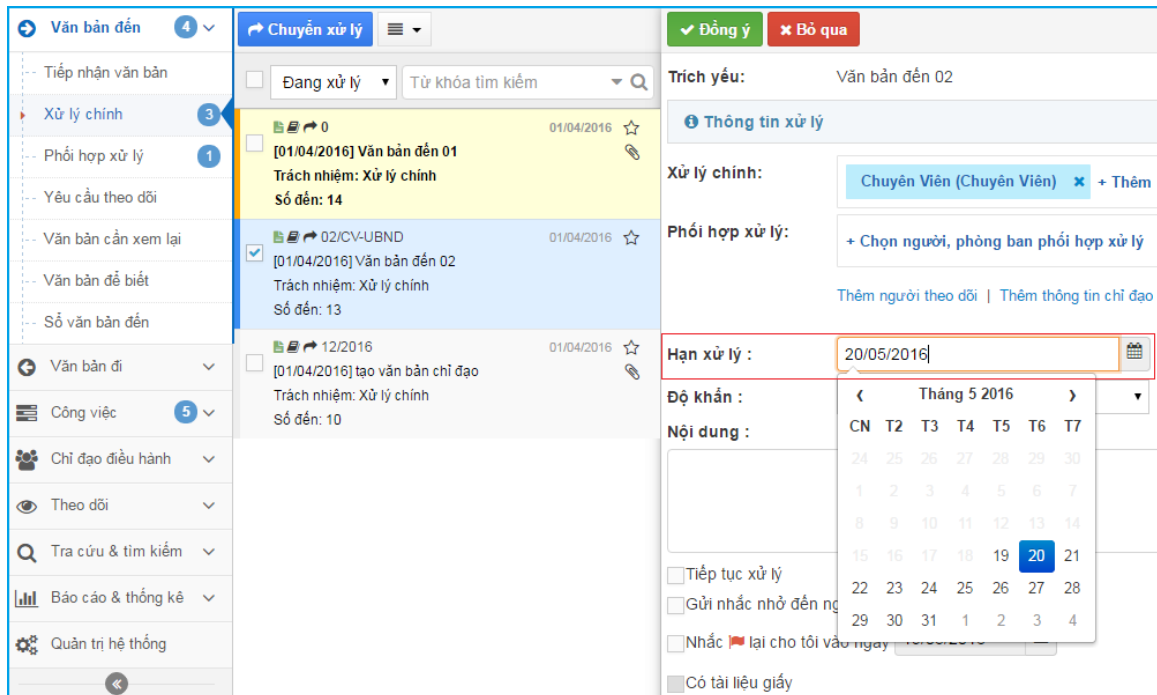 Văn bản đến 4
Tiếp nhận văn bản
Xử lý chính 3
Phối hợp xử lý 1
Yêu cầu theo dõi
Văn bản cần xem lại
Văn bản để biết
Sổ văn bản đến
Văn bản đi
Công việc 5
Chỉ đạo điều hành
Theo dõi
Tra cứu & tìm kiếm
Báo cáo & thống kê
Quản trị hệ thống
Chuyển xử lý
Đang xử lý Từ khóa tìm kiếm
0 01/04/2016
[01/04/2016] Văn bản đến 01
Trách nhiệm: Xử lý chính
Số đến: 14
02/CV-UBND 01/04/2016
[01/04/2016] Văn bản đến 02
Trách nhiệm: Xử lý chính
Số đến: 13
12/2016 01/04/2016
[01/04/2016] tạo văn bản chỉ đạo
Trách nhiệm: Xử lý chính
Số đến: 10
Đồng ý Bỏ qua
Trích yếu: Văn bản đến 02
Thông tin xử lý
Xử lý chính: Chuyên Viên (Chuyên Viên) × + Thêm
Phối hợp xử lý: + Chọn người, phòng ban phối hợp xử lý
Thêm người theo dõi | Thêm thông tin chỉ đạo
Hạn xử lý : 20/05/2016
Độ khẩn :
Nội dung :
Tháng 5 2016
CN T2 T3 T4 T5 T6 T7
24 25 26 27 28 29 30
1 2 3 4 5 6 7
8 9 10 11 12 13 14
15 16 17 18 19 20 21
22 23 24 25 26 27 28
29 30 31 1 2 3 4
Tiếp tục xử lý
Gửi nhắc nhở đến
Nhắc lại cho tôi vào ngày
Có tài liệu giấy